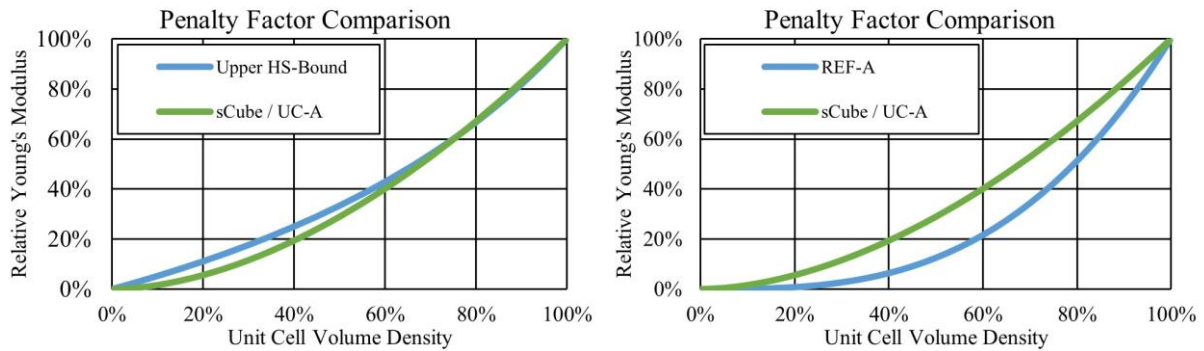 Penalty Factor Comparison
Relative Young's Modulus
100%
80%
60%
40%
20%
0%
Upper HS-Bound
sCube / UC-A
0%
20%
40%
60%
80%
100%
Unit Cell Volume Density
Penalty Factor Comparison
Relative Young's Modulus
100%
80%
60%
40%
20%
0%
REF-A
sCube / UC-A
0%
20%
40%
60%
80%
100%
Unit Cell Volume Density